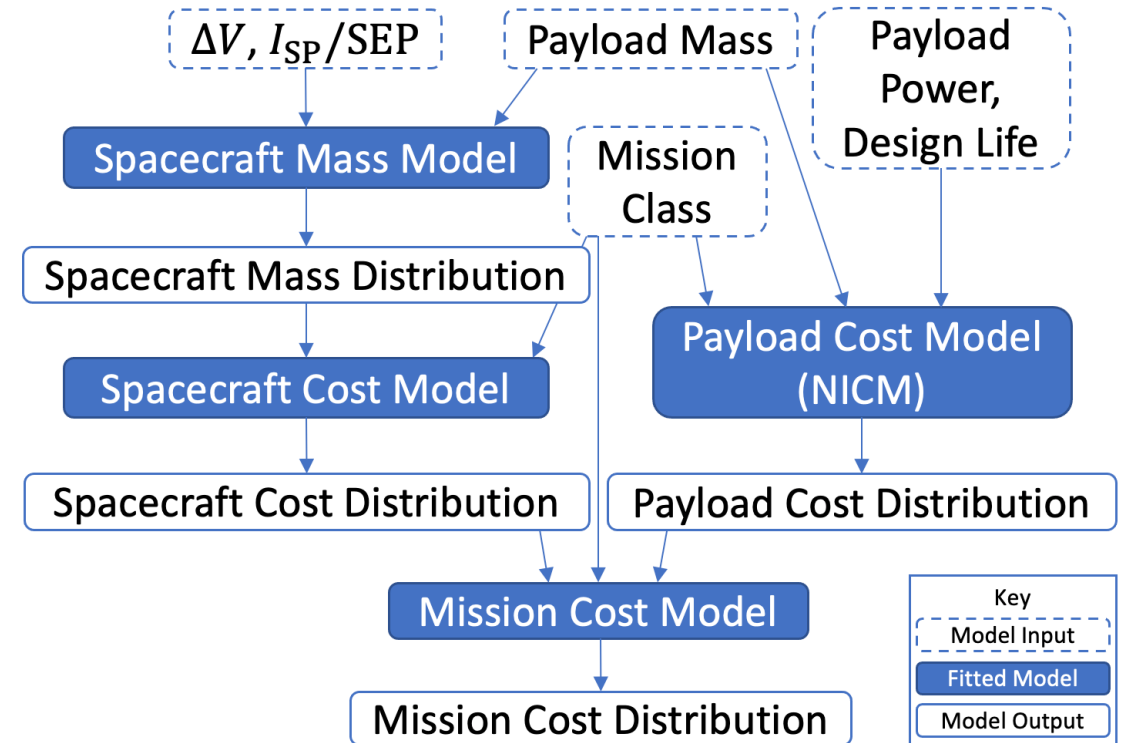 ΔV, I_SP/SEP
Payload Mass
Payload
Power,
Design Life
Spacecraft Mass Model
Mission
Class
Spacecraft Mass Distribution
Payload Cost Model
(NICM)
Spacecraft Cost Model
Spacecraft Cost Distribution
Payload Cost Distribution
Mission Cost Model
Mission Cost Distribution
Key
Model Input
Fitted Model
Model Output